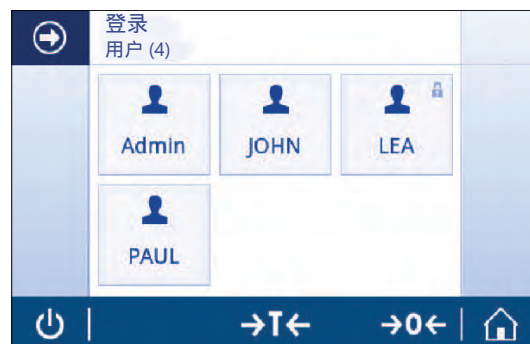 登录
用户 (4)
Admin
JOHN
LEA
PAUL
→T← →0←